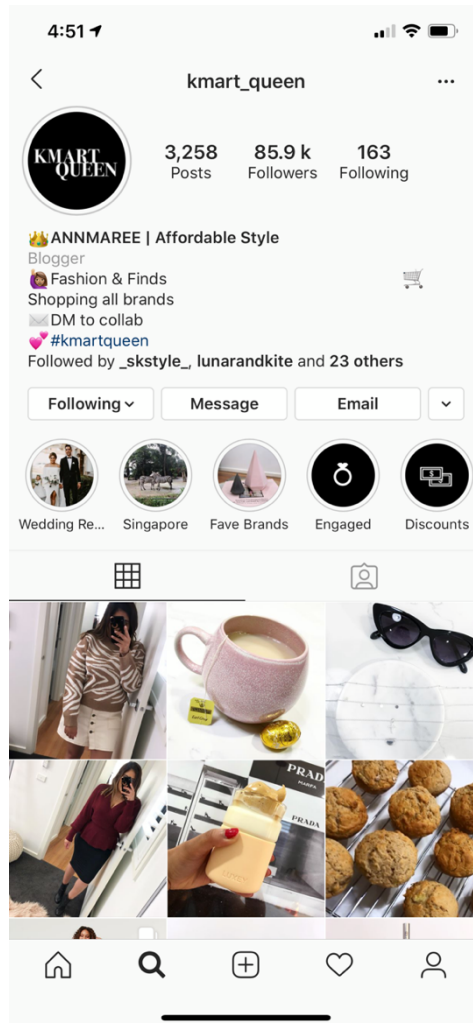 4:51
kmart_queen
KMART
QUEEN
3,258 85.9 k 163
Posts Followers Following
👑ANNMAREE | Affordable Style
Blogger
🙋🏽‍♀️Fashion & Finds 🛒
Shopping all brands
✉️DM to collab
💕#kmartqueen
Followed by _skstyle_, lunarandkite and 23 others
Following Message Email
Wedding Re... Singapore Fave Brands Engaged Discounts
PRADA
MARFA
PRADA